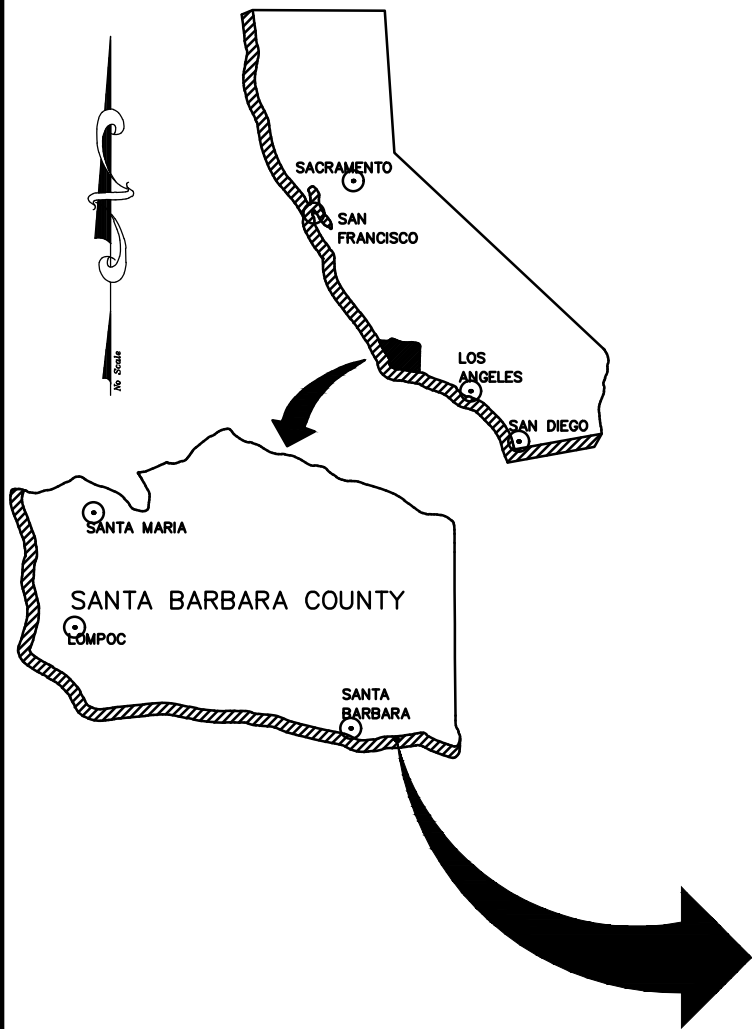 SACRAMENTO
SAN
FRANCISCO
No Scale
LOS
ANGELES
SAN DIEGO
SANTA MARIA
SANTA BARBARA COUNTY
LOMPOC
SANTA
BARBARA